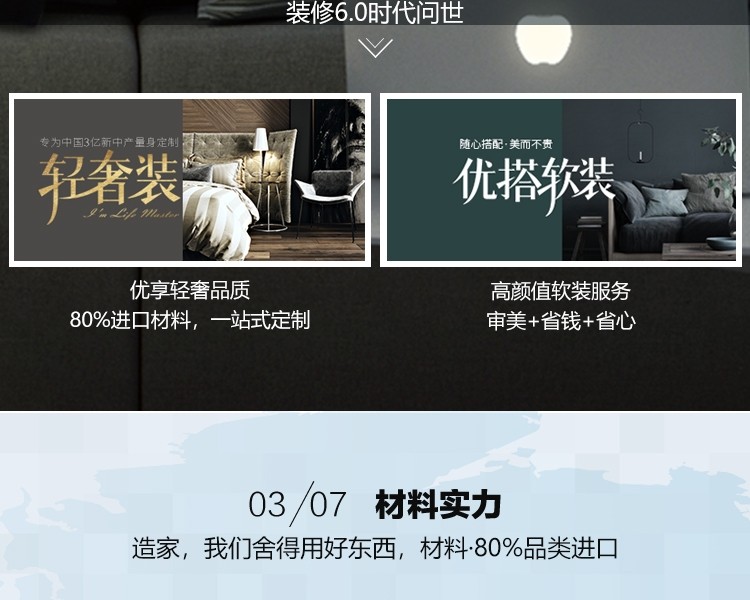 装修6.0时代问世
专为中国3亿新中产量身定制
轻奢装
I'm Life Master
随心搭配·美而不贵
优搭软装
优享轻奢品质
80%进口材料，一站式定制
高颜值软装服务
审美+省钱+省心
03/07 材料实力
造家，我们舍得用好东西，材料·80%品类进口